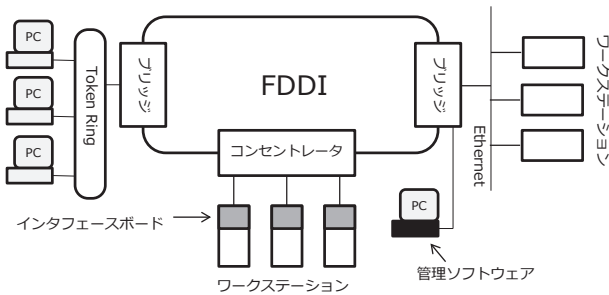 PC
PC
PC
Token Ring
ブリッジ
FDDI
ブリッジ
コンセントレータ
Ethernet
ワークステーション
インタフェースボード
ワークステーション
PC
管理ソフトウェア